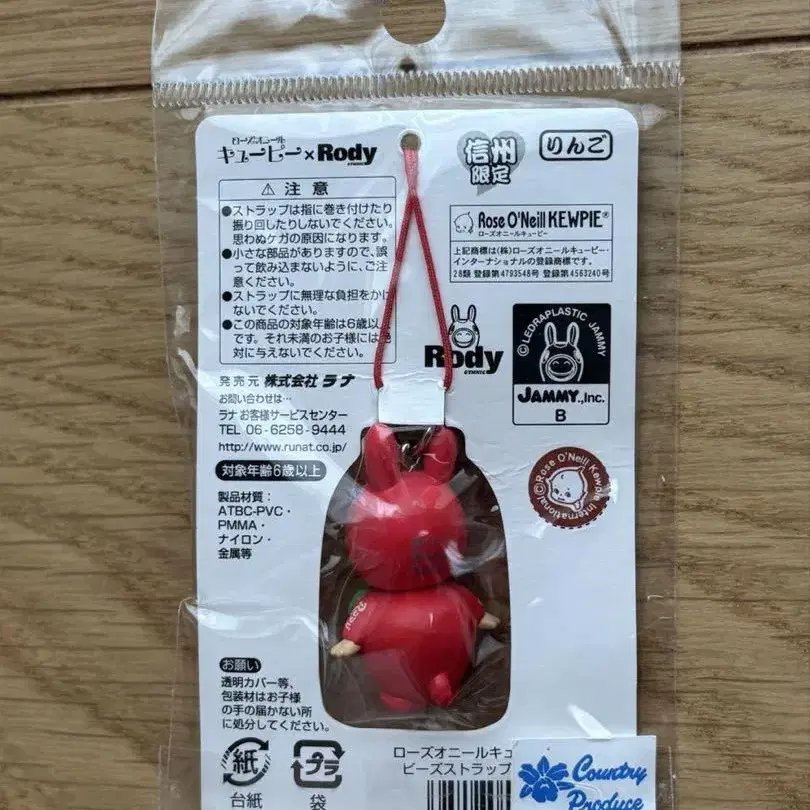 ローズオニール
キューピー×Rody
GYMNIC
信州
限定
りんご
⚠注意
●ストラップは指に巻き付けたり
振り回したりしないでください。
思わぬケガの原因になります。
●小さな部品がありますので、誤
って飲み込まないように、ご注
意ください。
●ストラップに無理な負担をかけ
ないでください。
●この商品の対象年齢は6歳以
です。それ未満のお子様には絶
対に与えないでください。
Rose O'Neill KEWPIE®
ローズオニールキューピー
上記商標は(株)ローズオニールキューピー・
インターナショナルの登録商標です。
28類 登録第4793548号 登録第4563240号
Rody
GYMNIC
©LEDRAPLASTIC JAMMY
JAMMY.,Inc.
B
発売元 株式会社 ラナ
お問い合わせは…
ラナ お客様サービスセンター
TEL 06-6258-9444
http://www.runat.co.jp/
対象年齢6歳以上
製品材質:
ATBC-PVC・
PMMA・
ナイロン・
金属等
©Rose O'Neill Kewpie International
お願い
透明カバー等、
包装材はお子様
の手の届かない所
に処分してください。
紙
台紙
プラ
袋
ローズオニールキュ
ビーズストラップ
Country
Produce